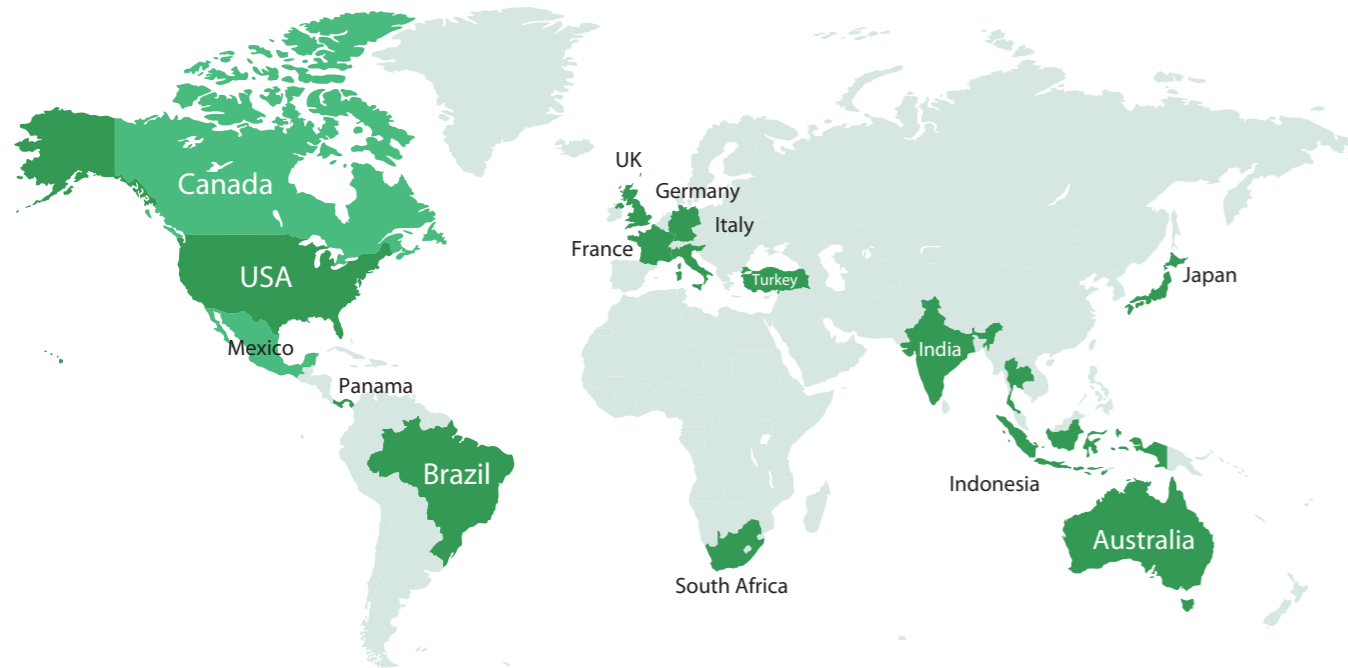 UK
Germany
Canada
Italy
France
USA
Turkey
Japan
Mexico
India
Panama
Brazil
Indonesia
Australia
South Africa